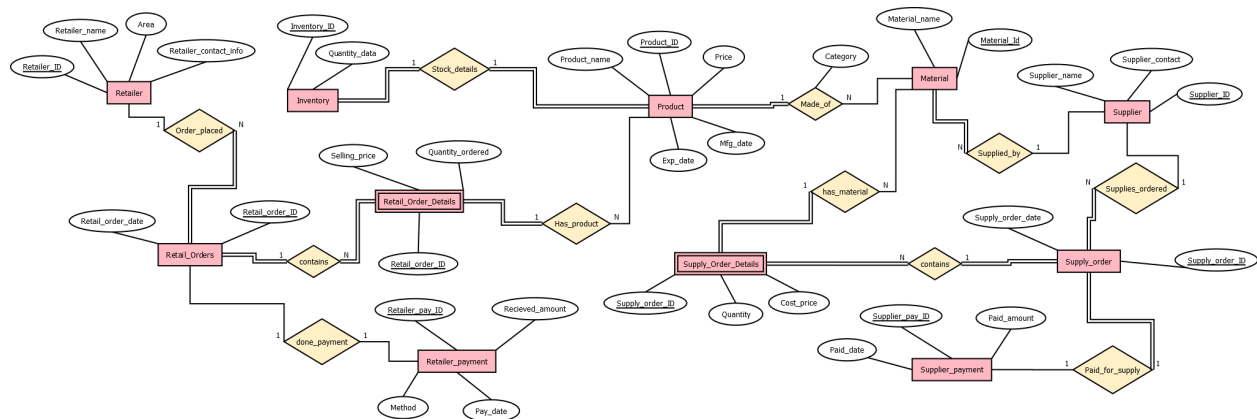 Retailer_name
Area
Retailer_contact_info
Retailer_ID
Retailer
1
Order_placed
N
Inventory_ID
Quantity_data
Inventory
1
Stock_details
1
Product_name
Product_ID
Price
Product
Exp_date
Mfg_date
1
Made_of
N
Category
Material_name
Material_Id
Material
N
Supplied_by
1
Supplier_name
Supplier_contact
Supplier_ID
Supplier
N
Supplies_ordered
1
Selling_price
Quantity_ordered
Retail_Order_Details
Retail_order_ID
1
Has_product
N
1
has_material
N
Retail_order_date
Retail_order_ID
Retail_Orders
1
contains
N
Supply_Order_Details
Supply_order_ID
Quantity
Cost_price
N
contains
1
Supply_order_date
Supply_order
Supply_order_ID
1
done_payment
1
Retailer_pay_ID
Recieved_amount
Retailer_payment
Method
Pay_date
Supplier_pay_ID
Paid_amount
Paid_date
Supplier_payment
1
Paid_for_supply
1